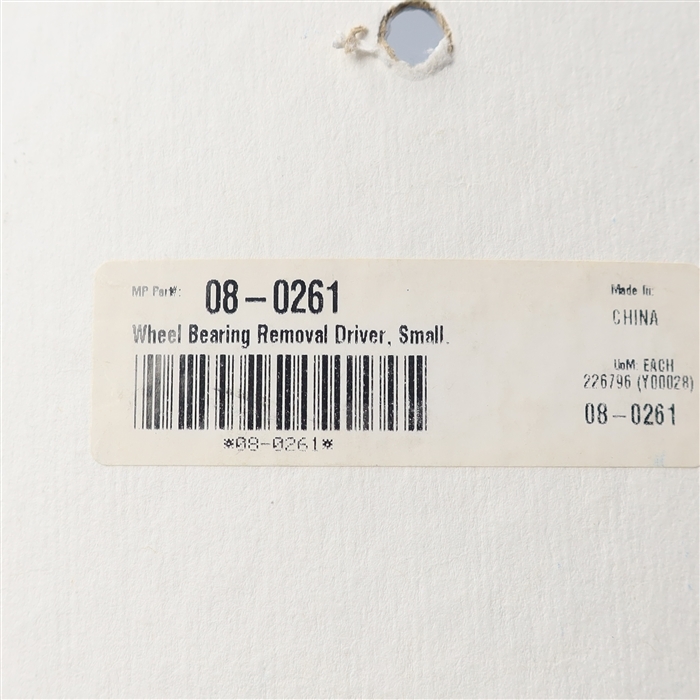 MP Part#: 08-0261
Wheel Bearing Removal Driver, Small.
*08-0261*
Made In:
CHINA
UoM: EACH
226796 (Y00028)
08-0261